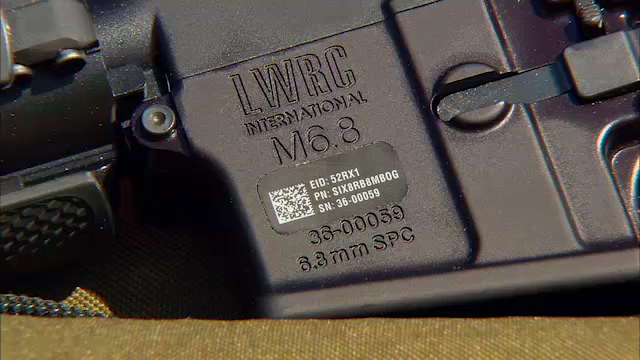 LWRC
INTERNATIONAL
M6.8
EID: 52RX1
PN: SIX8RB8MBOG
SN: 36-00059
36-00059
6.8mm SPC